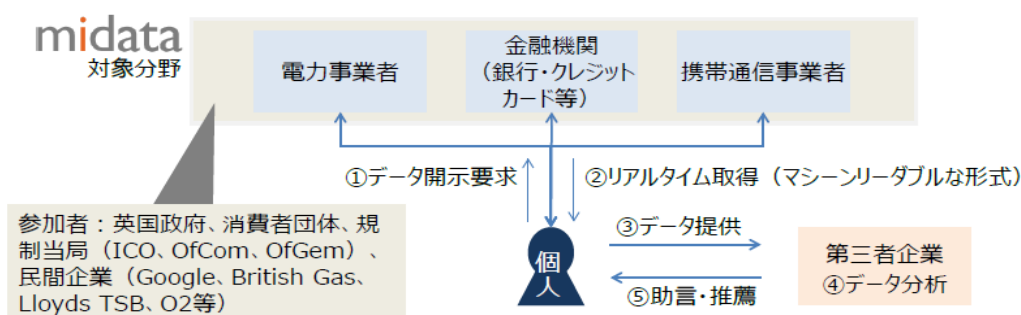 midata
対象分野
電力事業者
金融機関
（銀行・クレジット
カード等）
携帯通信事業者
①データ開示要求
②リアルタイム取得（マシーンリーダブルな形式）
参加者：英国政府、消費者団体、規
制当局（ICO、OfCom、OfGem）、
民間企業（Google、British Gas、
Lloyds TSB、O2等）
個
人
③データ提供
⑤助言・推薦
第三者企業
④データ分析